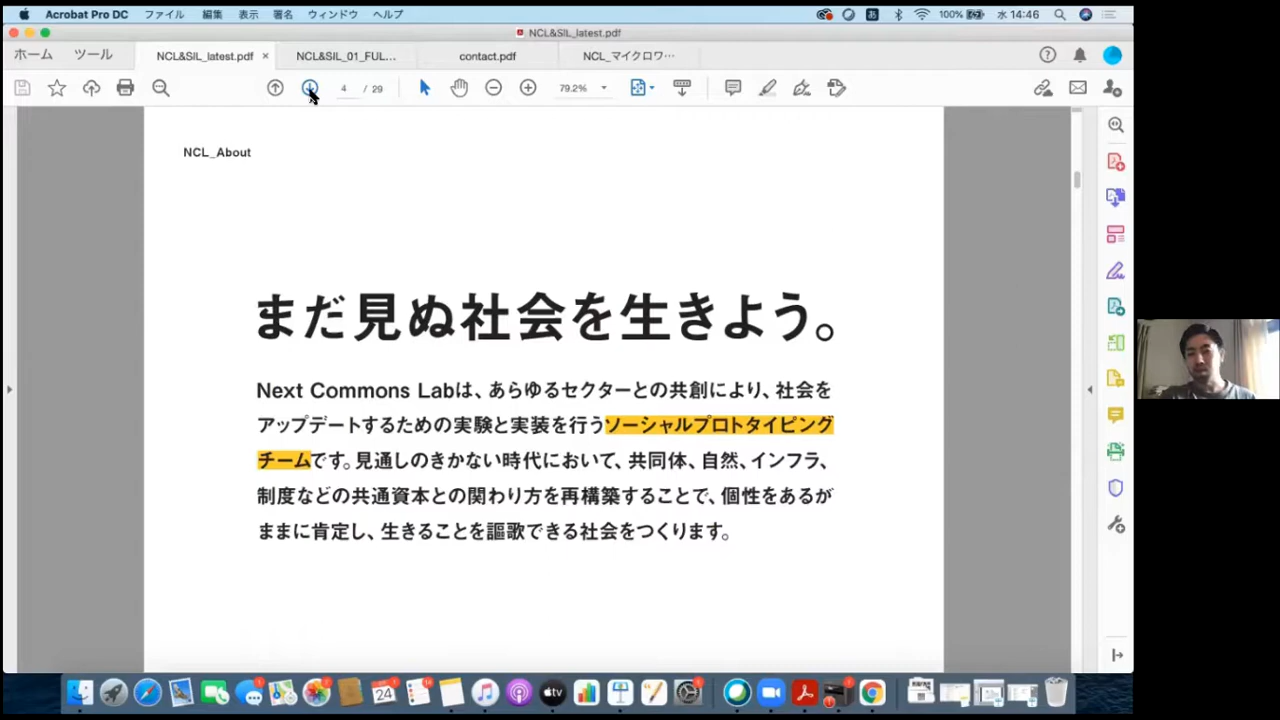 Acrobat Pro DC ファイル 編集 表示 署名 ウィンドウ ヘルプ 100% 水 14:46
NCL&SIL_latest.pdf
ホーム ツール NCL&SIL_latest.pdf × NCL&SIL_01_FUL... contact.pdf NCL_マイクロワ…
4 / 29 79.2%
NCL_About
まだ見ぬ社会を生きよう。
Next Commons Labは、あらゆるセクターとの共創により、社会を
アップデートするための実験と実装を行うソーシャルプロトタイピング
チームです。見通しのきかない時代において、共同体、自然、インフラ、
制度などの共通資本との関わり方を再構築することで、個性をあるが
ままに肯定し、生きることを謳歌できる社会をつくります。
24
tv